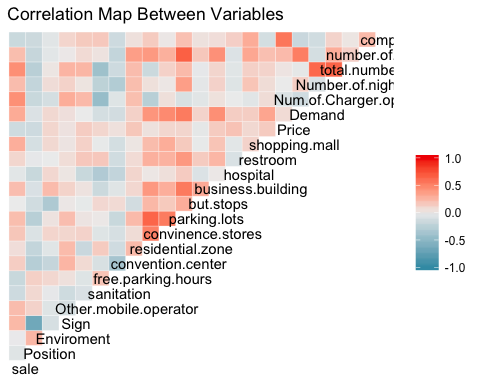 Correlation Map Between Variables
comp
number.of.
total.numbe
Number.of.nigh
Num.of.Charger.op
Demand
Price
shopping.mall
restroom
hospital
business.building
but.stops
parking.lots
convinence.stores
residential.zone
convention.center
free.parking.hours
sanitation
Other.mobile.operator
Sign
Enviroment
Position
sale
1.0
0.5
0.0
-0.5
-1.0